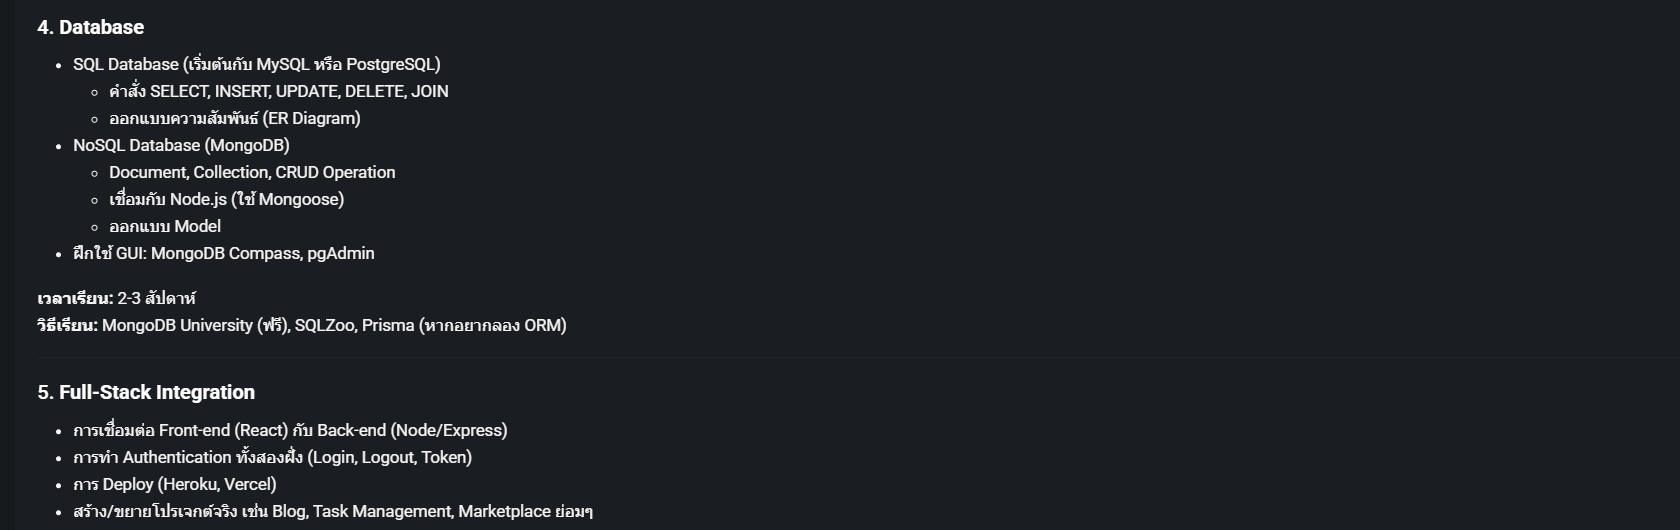 4. Database
SQL Database (เริ่มต้นกับ MySQL หรือ PostgreSQL)
คำสั่ง SELECT, INSERT, UPDATE, DELETE, JOIN
ออกแบบความสัมพันธ์ (ER Diagram)
NoSQL Database (MongoDB)
Document, Collection, CRUD Operation
เชื่อมกับ Node.js (ใช้ Mongoose)
ออกแบบ Model
ฝึกใช้ GUI: MongoDB Compass, pgAdmin
เวลาเรียน: 2-3 สัปดาห์
วิธีเรียน: MongoDB University (ฟรี), SQLZoo, Prisma (หากอยากลอง ORM)
5. Full-Stack Integration
การเชื่อมต่อ Front-end (React) กับ Back-end (Node/Express)
การทำ Authentication ทั้งสองฝั่ง (Login, Logout, Token)
การ Deploy (Heroku, Vercel)
สร้าง/ขยายโปรเจกต์จริง เช่น Blog, Task Management, Marketplace ย่อมๆ